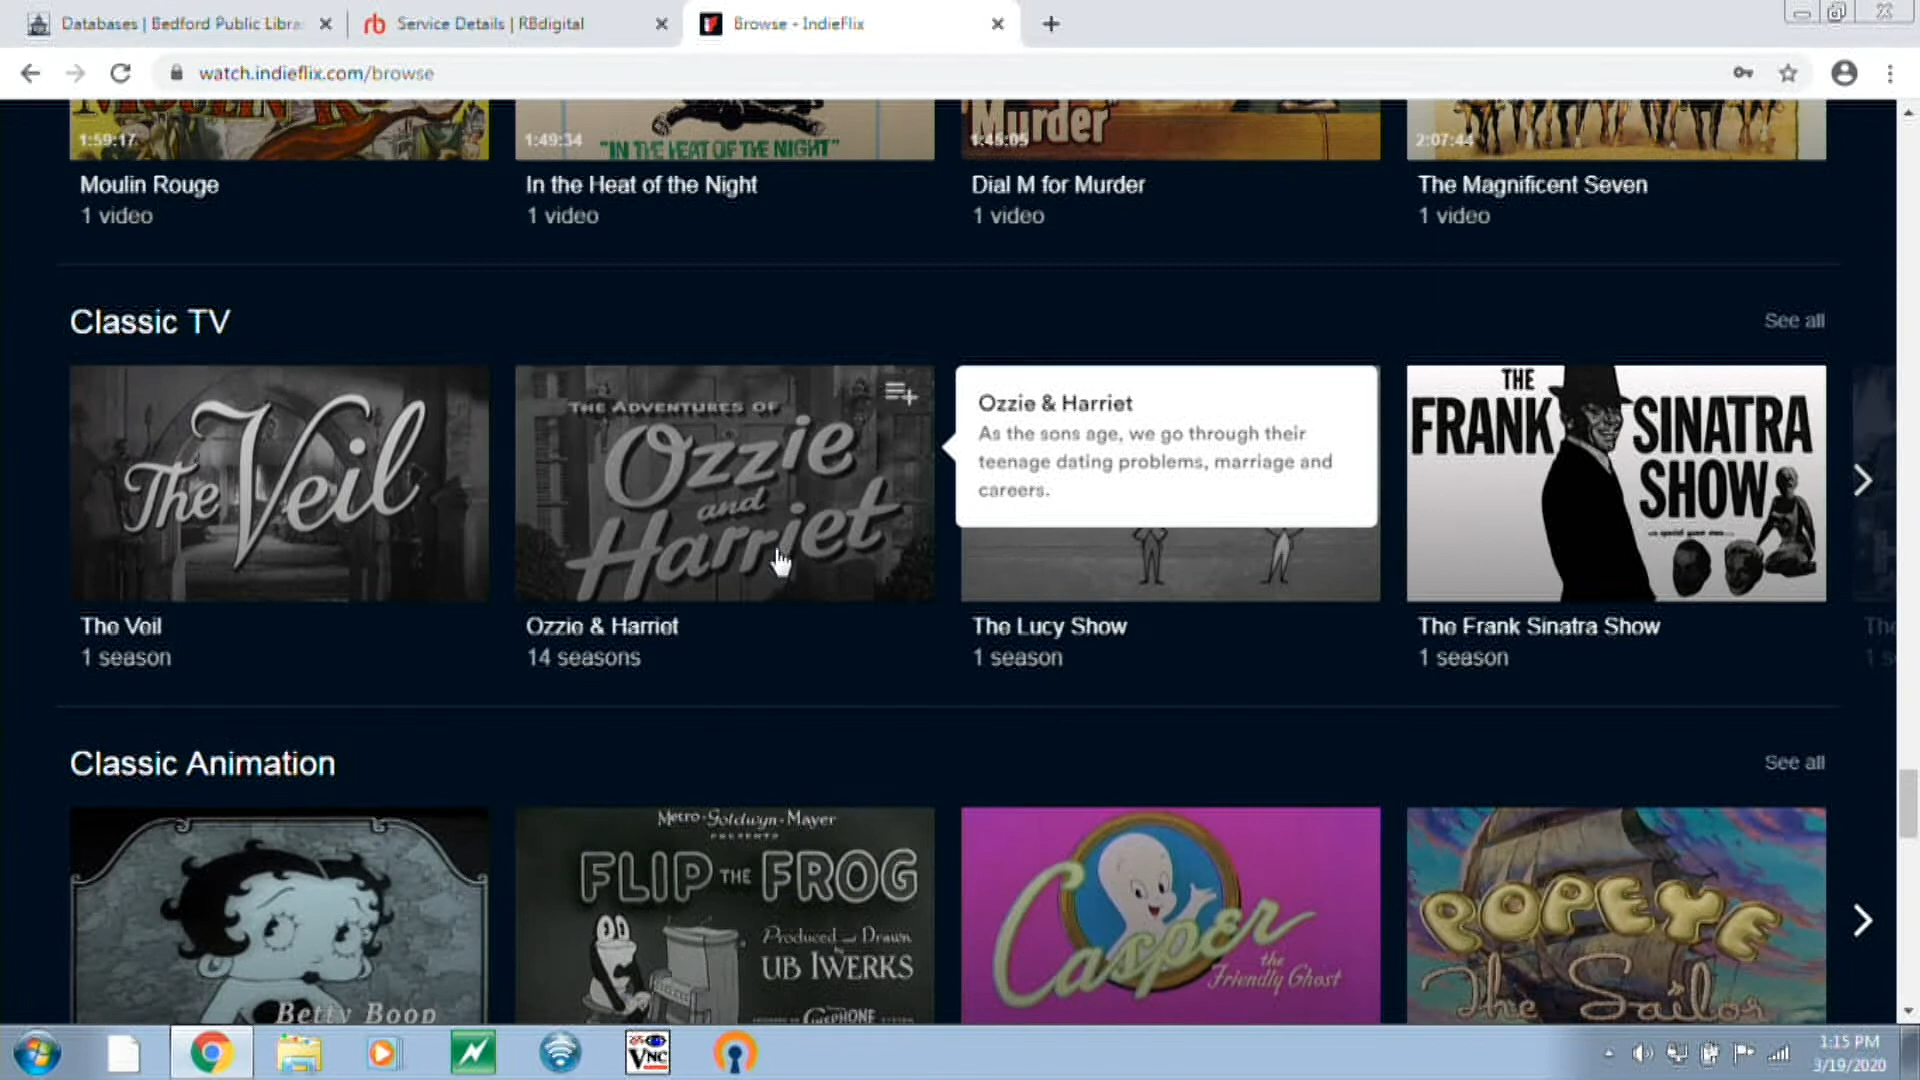 Databases | Bedford Public Libra
Service Details | RBdigital
Browse - IndieFlix
watch.indieflix.com/browse
1:59:17
1:49:34
"IN THE HEAT OF THE NIGHT"
Murder
1:45:05
2:07:44
Moulin Rouge
1 video
In the Heat of the Night
1 video
Dial M for Murder
1 video
The Magnificent Seven
1 video
Classic TV
See all
The Veil
THE ADVENTURES OF
Ozzie
and
Harriet
Ozzie & Harriet
As the sons age, we go through their
teenage dating problems, marriage and
careers.
THE
FRANK SINATRA
SHOW
The Veil
1 season
Ozzie & Harriet
14 seasons
The Lucy Show
1 season
The Frank Sinatra Show
1 season
The
Classic Animation
See all
Betty Boop
Metro-Goldwyn-Mayer
PRESENTS
FLIP THE FROG
Produced and Drawn
by
UB IWERKS
Casper
the
Friendly Ghost
POPEYE
The Sailor
VNC
1:15 PM
3/19/2020